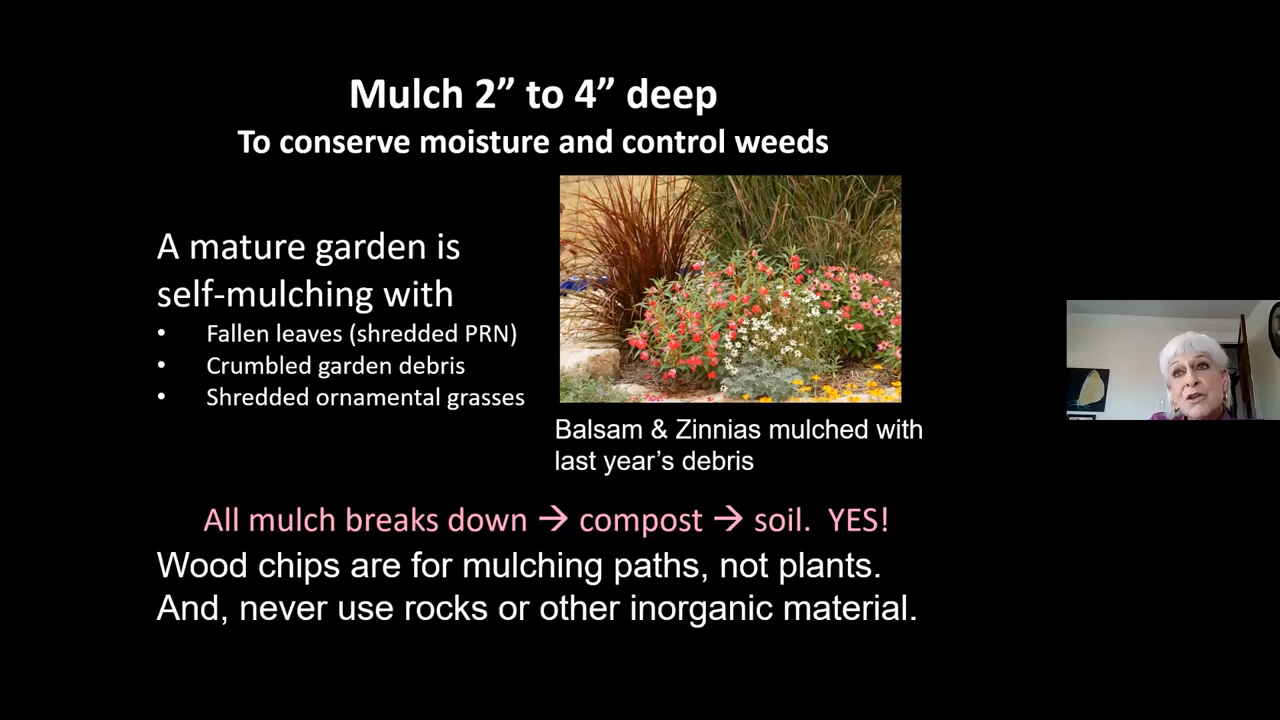 Mulch 2” to 4” deep
To conserve moisture and control weeds
A mature garden is
self-mulching with
• Fallen leaves (shredded PRN)
• Crumbled garden debris
• Shredded ornamental grasses
Balsam & Zinnias mulched with
last year’s debris
All mulch breaks down → compost → soil. YES!
Wood chips are for mulching paths, not plants.
And, never use rocks or other inorganic material.